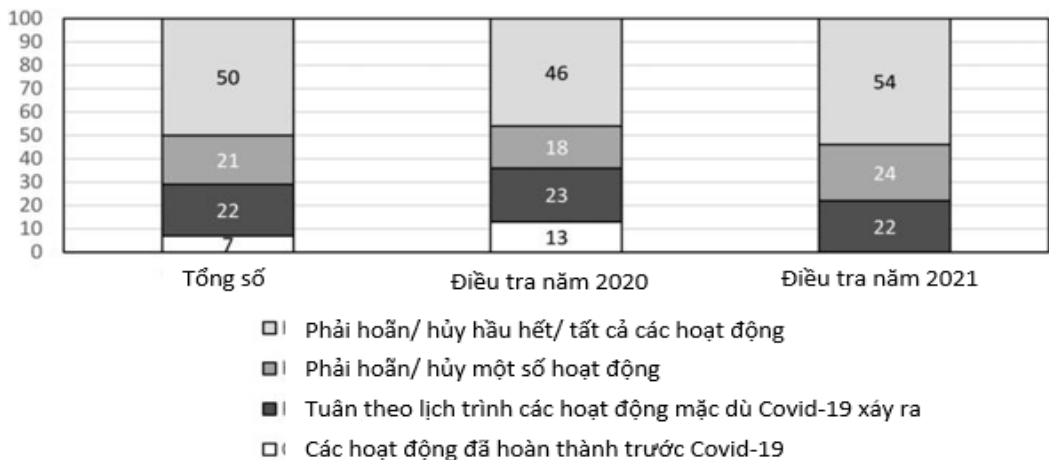 100
90
80
70
60
50
40
30
20
10
0
50 46 54
21 18 24
22 23 22
7 13
Tổng số Điều tra năm 2020 Điều tra năm 2021
Phải hoãn/ hủy hầu hết/ tất cả các hoạt động
Phải hoãn/ hủy một số hoạt động
Tuân theo lịch trình các hoạt động mặc dù Covid-19 xáy ra
Các hoạt động đã hoàn thành trước Covid-19